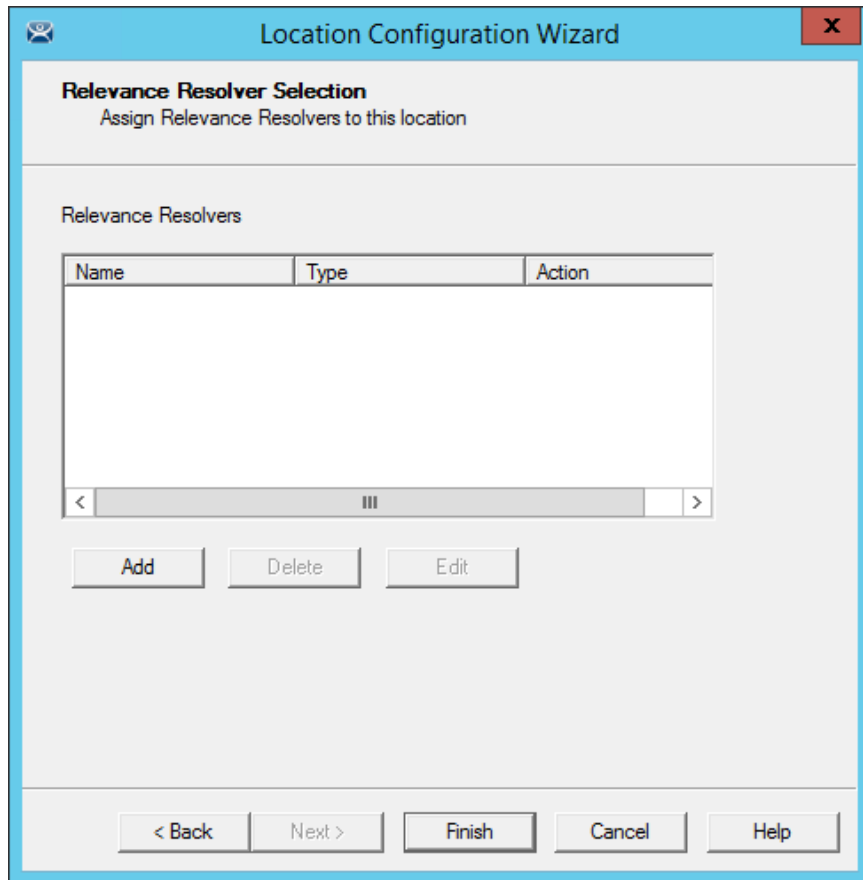 Location Configuration Wizard
x
Relevance Resolver Selection
Assign Relevance Resolvers to this location
Relevance Resolvers
Name Type Action
Add Delete Edit
< Back Next > Finish Cancel Help